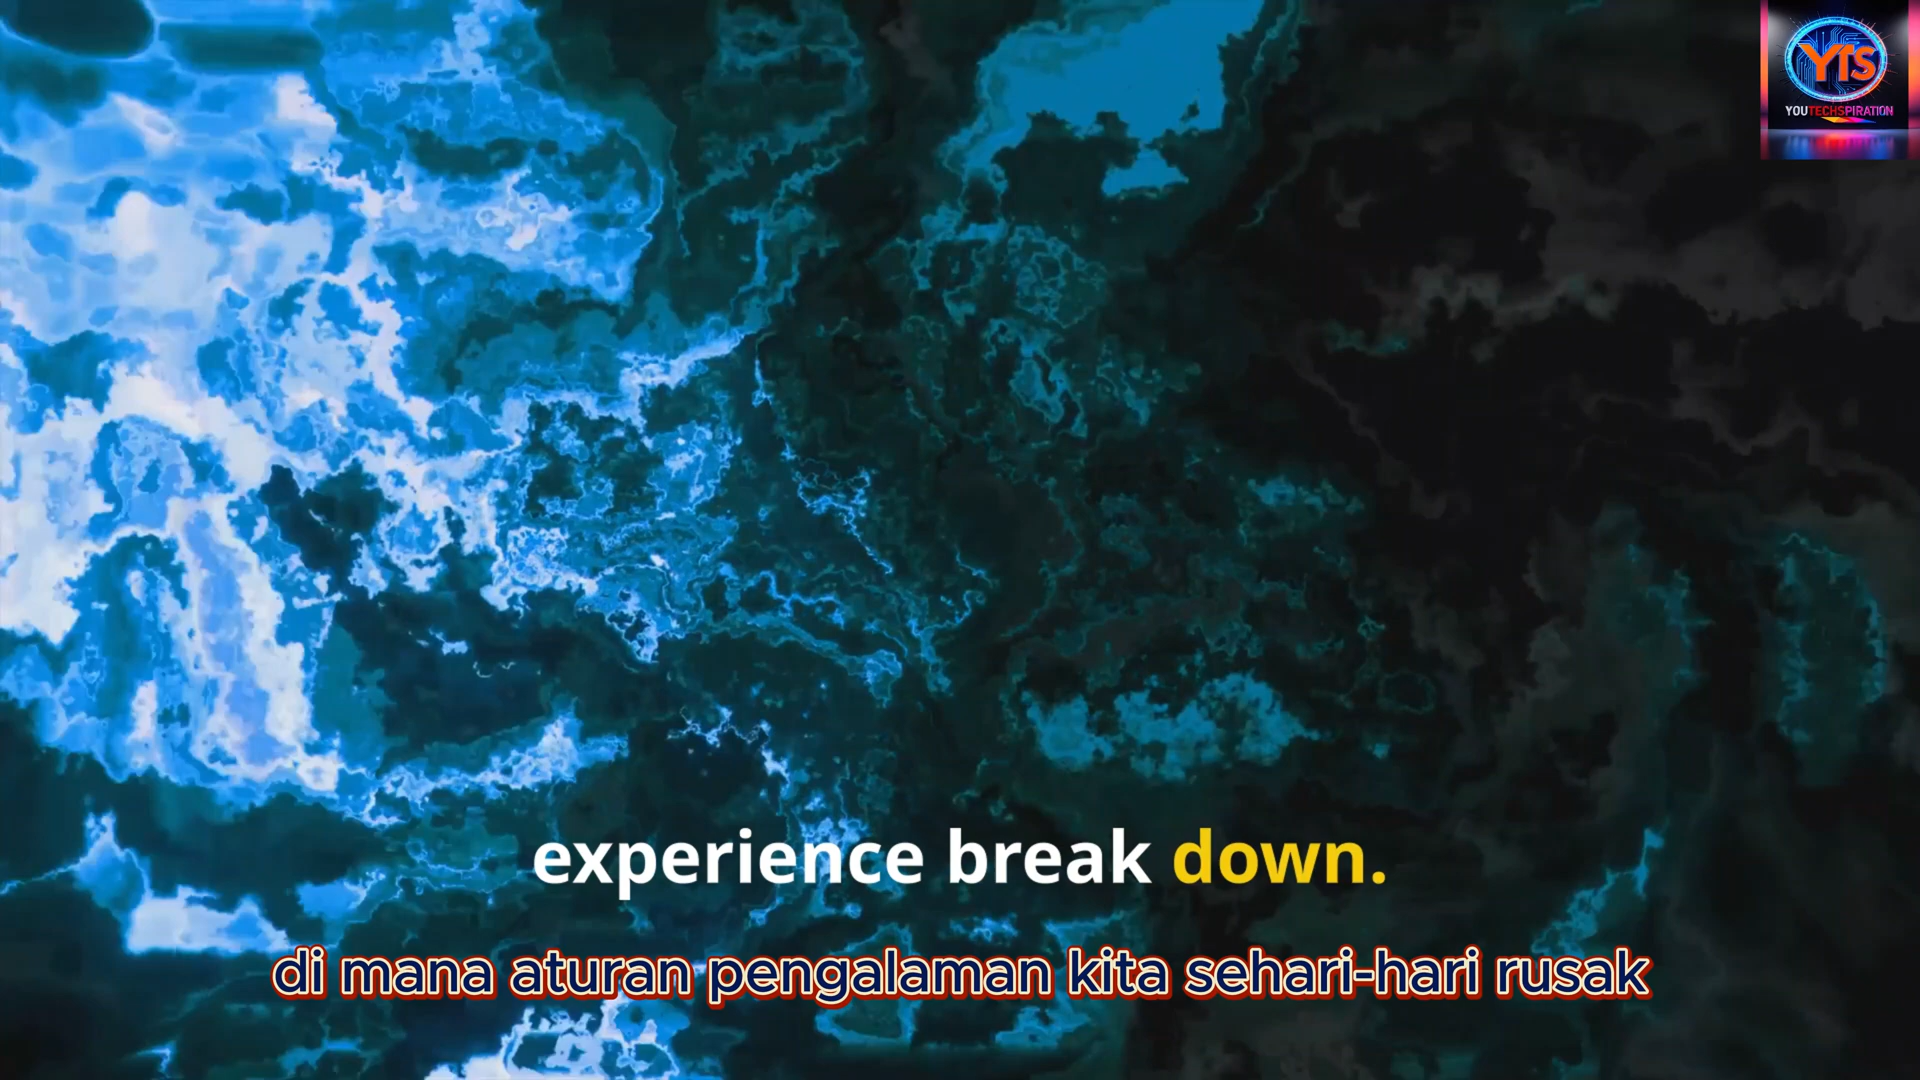 YTS
YOUTECHSPIRATION
experience break down.
di mana aturan pengalaman kita sehari-hari rusak